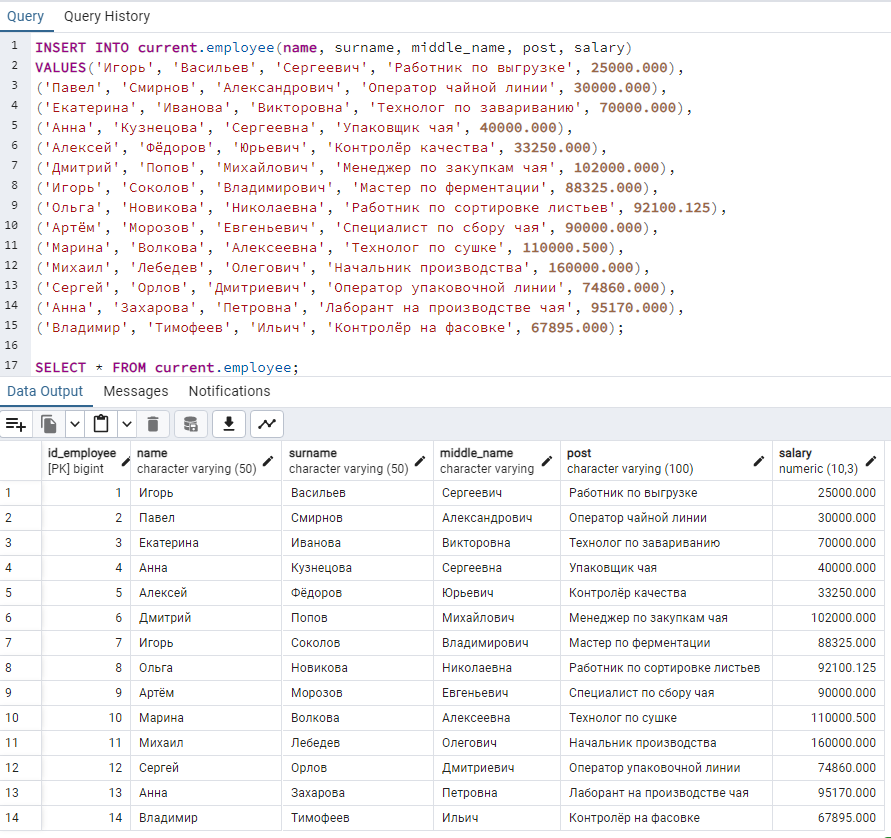 Query Query History
1 INSERT INTO current.employee(name, surname, middle_name, post, salary)
2 VALUES('Игорь', 'Васильев', 'Сергеевич', 'Работник по выгрузке', 25000.000),
3 ('Павел', 'Смирнов', 'Александрович', 'Оператор чайной линии', 30000.000),
4 ('Екатерина', 'Иванова', 'Викторовна', 'Технолог по завариванию', 70000.000),
5 ('Анна', 'Кузнецова', 'Сергеевна', 'Упаковщик чая', 40000.000),
6 ('Алексей', 'Фёдоров', 'Юрьевич', 'Контролёр качества', 33250.000),
7 ('Дмитрий', 'Попов', 'Михайлович', 'Менеджер по закупкам чая', 102000.000),
8 ('Игорь', 'Соколов', 'Владимирович', 'Мастер по ферментации', 88325.000),
9 ('Ольга', 'Новикова', 'Николаевна', 'Работник по сортировке листьев', 92100.125),
10 ('Артём', 'Морозов', 'Евгеньевич', 'Специалист по сбору чая', 90000.000),
11 ('Марина', 'Волкова', 'Алексеевна', 'Технолог по сушке', 110000.500),
12 ('Михаил', 'Лебедев', 'Олегович', 'Начальник производства', 160000.000),
13 ('Сергей', 'Орлов', 'Дмитриевич', 'Оператор упаковочной линии', 74860.000),
14 ('Анна', 'Захарова', 'Петровна', 'Лаборант на производстве чая', 95170.000),
15 ('Владимир', 'Тимофеев', 'Ильич', 'Контролёр на фасовке', 67895.000);
16
17 SELECT * FROM current.employee;
Data Output Messages Notifications
id_employee name surname middle_name post salary
[PK] bigint character varying (50) character varying (50) character varying character varying (100) numeric (10,3)
1 1 Игорь Васильев Сергеевич Работник по выгрузке 25000.000
2 2 Павел Смирнов Александрович Оператор чайной линии 30000.000
3 3 Екатерина Иванова Викторовна Технолог по завариванию 70000.000
4 4 Анна Кузнецова Сергеевна Упаковщик чая 40000.000
5 5 Алексей Фёдоров Юрьевич Контролёр качества 33250.000
6 6 Дмитрий Попов Михайлович Менеджер по закупкам чая 102000.000
7 7 Игорь Соколов Владимирович Мастер по ферментации 88325.000
8 8 Ольга Новикова Николаевна Работник по сортировке листьев 92100.125
9 9 Артём Морозов Евгеньевич Специалист по сбору чая 90000.000
10 10 Марина Волкова Алексеевна Технолог по сушке 110000.500
11 11 Михаил Лебедев Олегович Начальник производства 160000.000
12 12 Сергей Орлов Дмитриевич Оператор упаковочной линии 74860.000
13 13 Анна Захарова Петровна Лаборант на производстве чая 95170.000
14 14 Владимир Тимофеев Ильич Контролёр на фасовке 67895.000